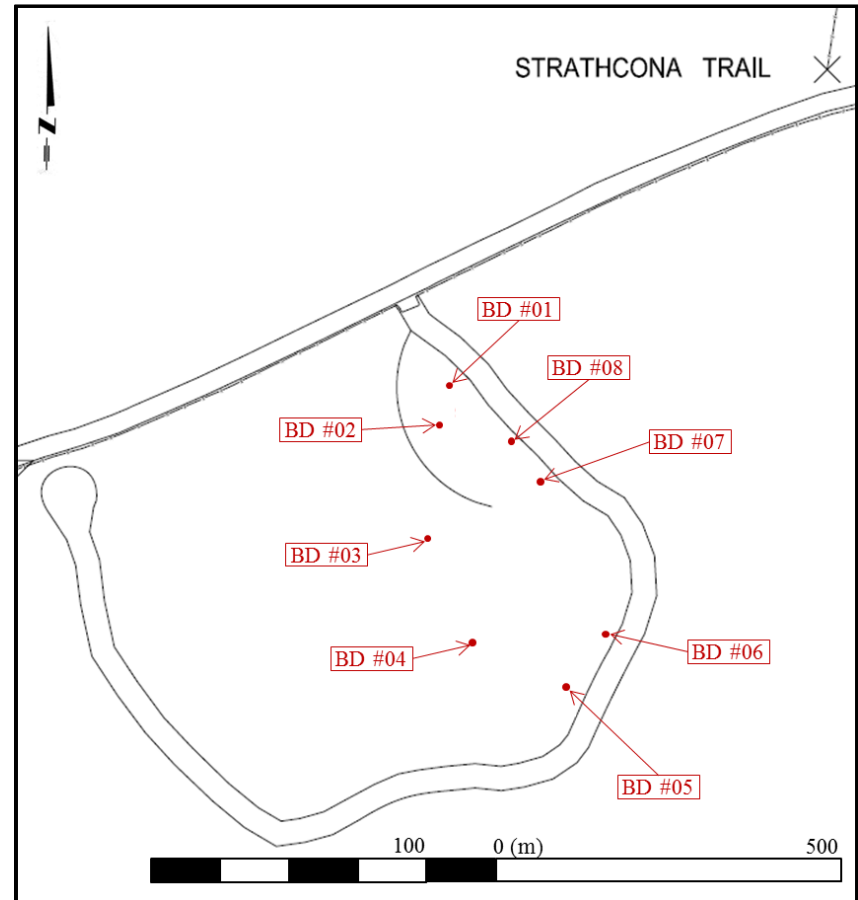 STRATHCONA TRAIL
N
BD #01
BD #08
BD #02
BD #07
BD #03
BD #04
BD #06
BD #05
100 0 (m) 500